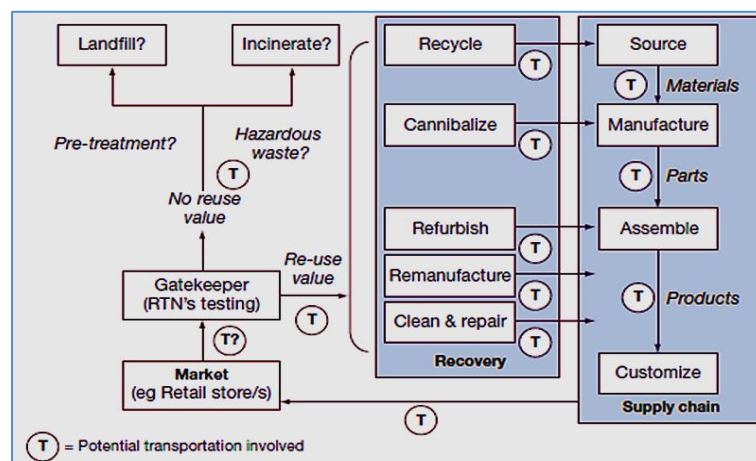 Landfill?
Incinerate?
Recycle
Source
T
T
Materials
Pre-treatment?
Hazardous
waste?
T
Cannibalize
Manufacture
T
No reuse
value
T
Parts
Refurbish
Assemble
T
Re-use
value
Gatekeeper
(RTN's testing)
T
Remanufacture
T
T
Products
Clean & repair
T
T?
Recovery
Market
(eg Retail store/s)
Customize
Supply chain
T
T = Potential transportation involved